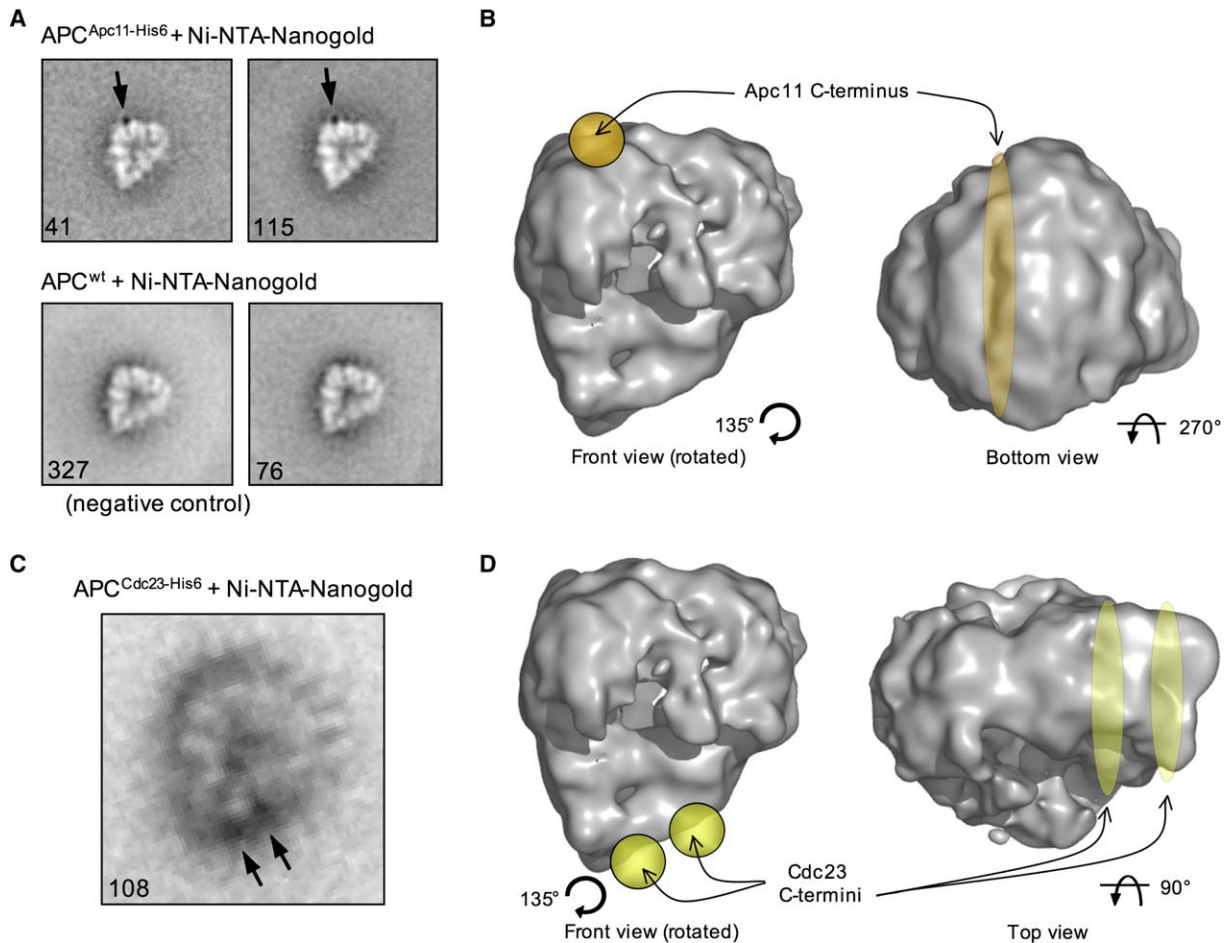 A
APC^Apc11-His6 + Ni-NTA-Nanogold
41
115
APC^wt + Ni-NTA-Nanogold
327
76
(negative control)
B
Apc11 C-terminus
135°
270°
Front view (rotated)
Bottom view
C
APC^Cdc23-His6 + Ni-NTA-Nanogold
108
D
Cdc23
C-termini
135°
90°
Front view (rotated)
Top view